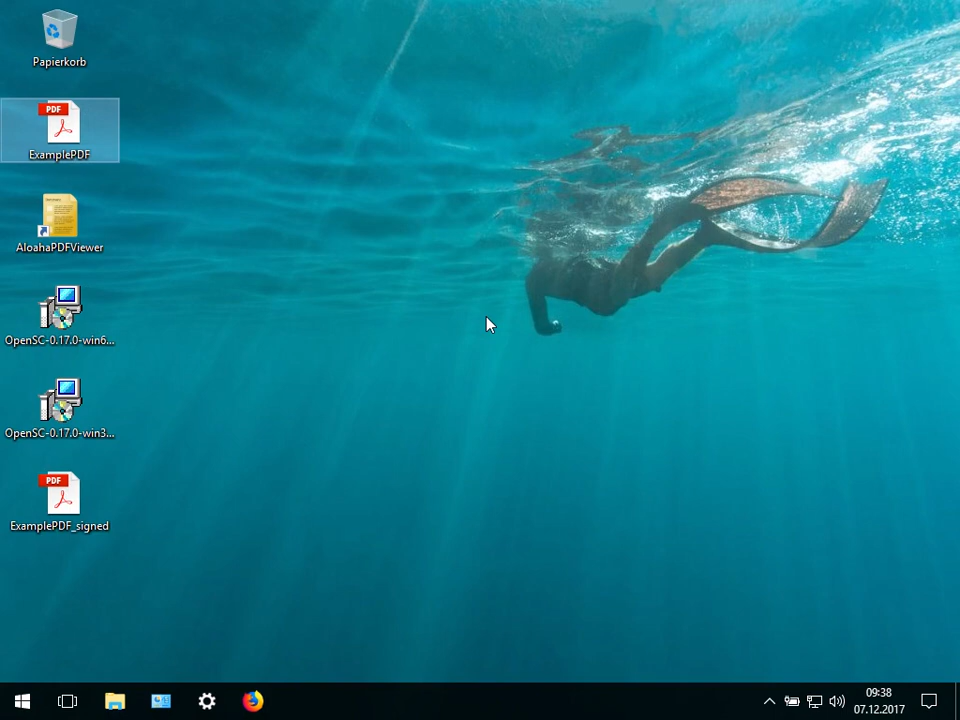 Papierkorb
PDF
ExamplePDF
AloahaPDFViewer
OpenSC-0.17.0-win6...
OpenSC-0.17.0-win3...
PDF
ExamplePDF_signed
09:38
07.12.2017